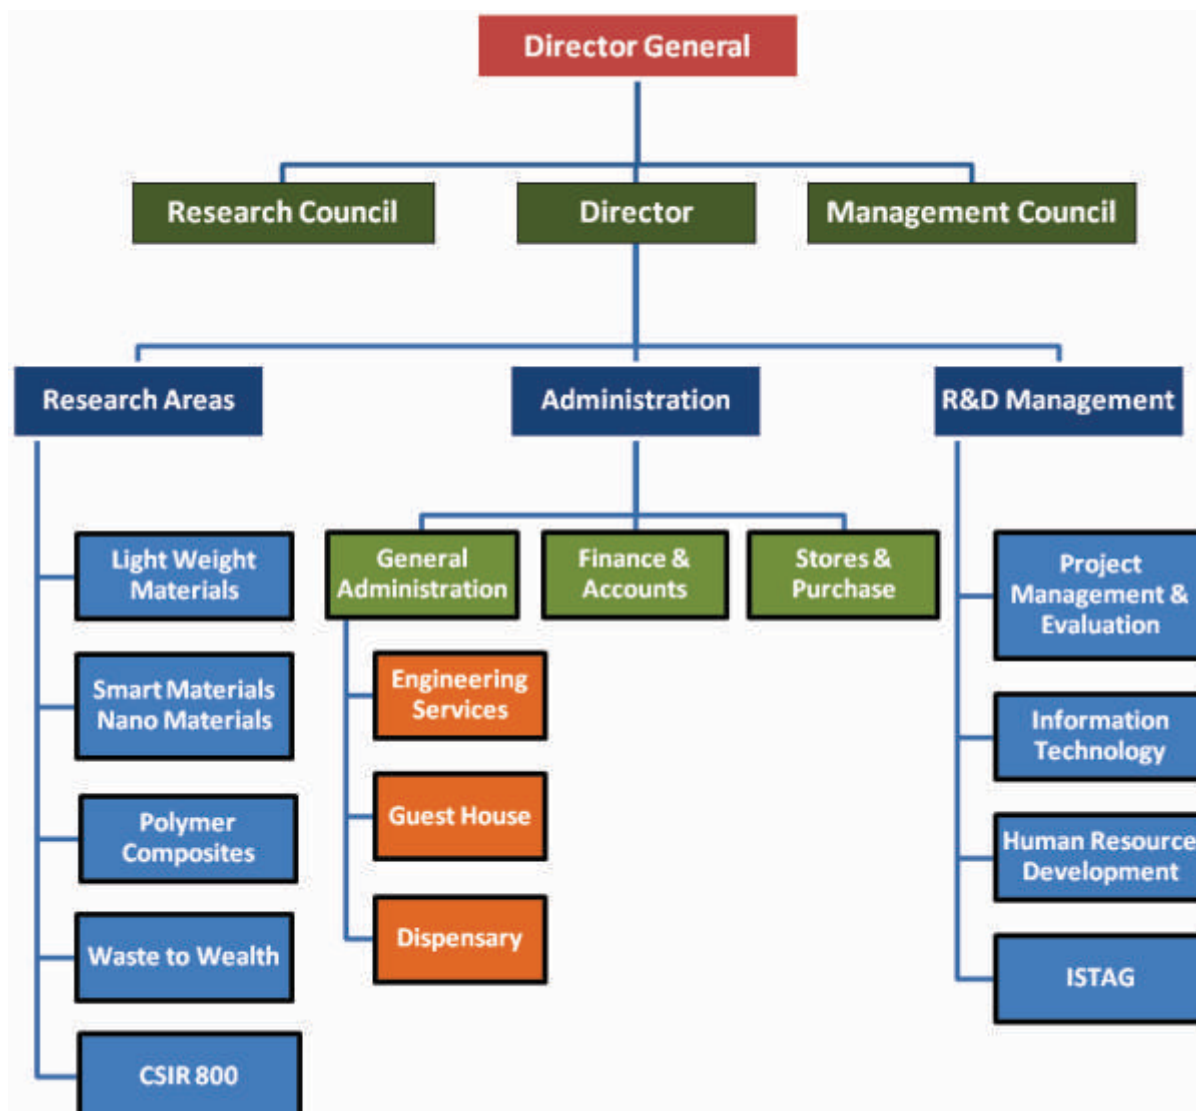 Director General
Research Council
Director
Management Council
Research Areas
Administration
R&D Management
Light Weight
Materials
Smart Materials
Nano Materials
Polymer
Composites
Waste to Wealth
CSIR 800
General
Administration
Finance &
Accounts
Stores &
Purchase
Engineering
Services
Guest House
Dispensary
Project
Management &
Evaluation
Information
Technology
Human Resource
Development
ISTAG